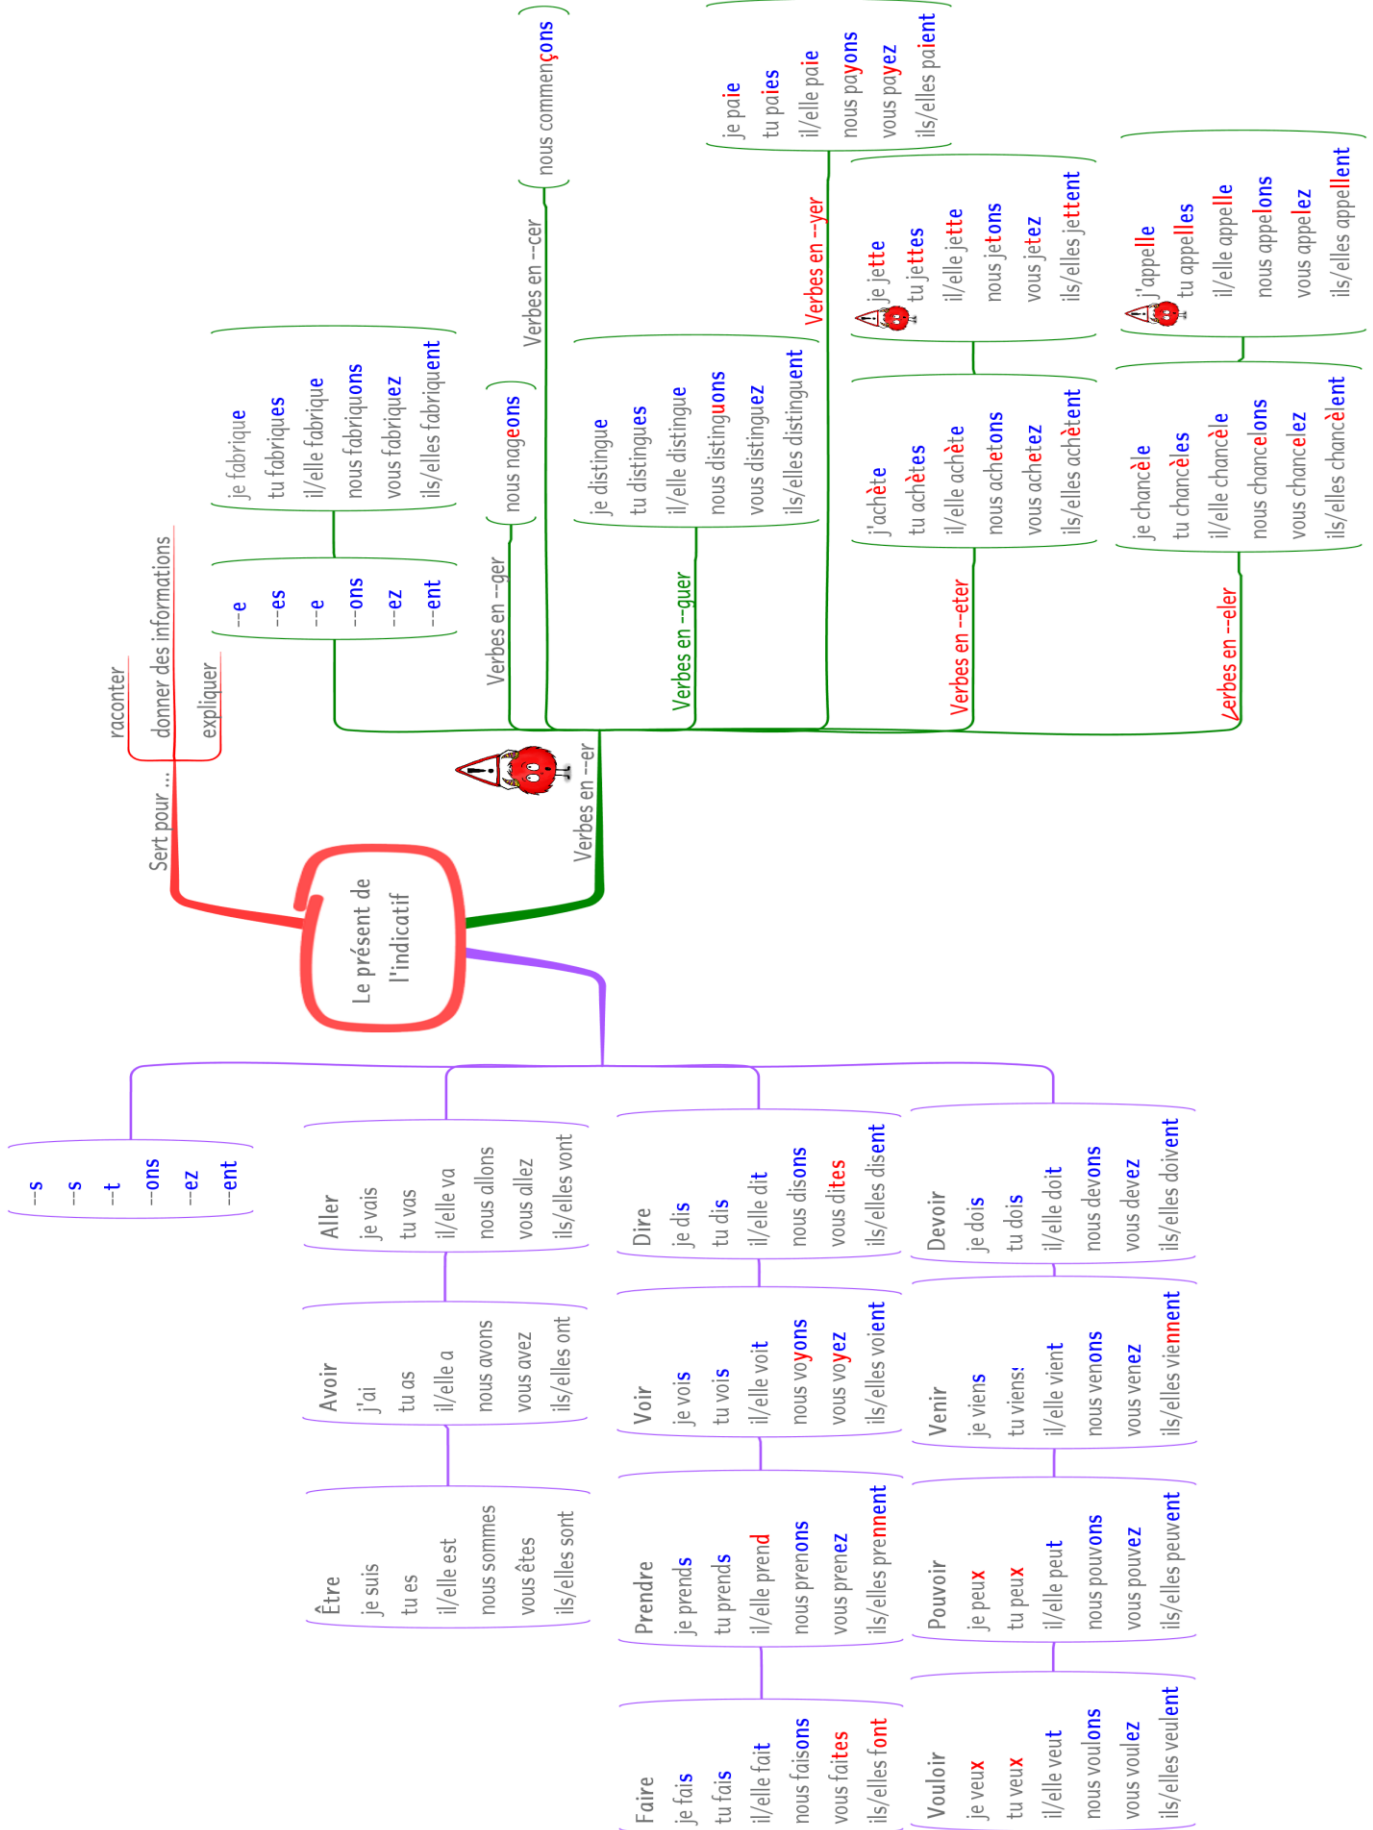 Le présent de
l'indicatif
Sert pour ...
raconter
donner des informations
expliquer
Verbes en --er
--e
--es
--e
--ons
--ez
--ent
je fabrique
tu fabriques
il/elle fabrique
nous fabriquons
vous fabriquez
ils/elles fabriquent
Verbes en --ger
nous nageons
Verbes en --cer
nous commençons
Verbes en --guer
je distingue
tu distingues
il/elle distingue
nous distinguons
vous distinguez
ils/elles distinguent
Verbes en --yer
je paie
tu paies
il/elle paie
nous payons
vous payez
ils/elles paient
Verbes en --eter
j'achète
tu achètes
il/elle achète
nous achetons
vous achetez
ils/elles achètent
je jette
tu jettes
il/elle jette
nous jetons
vous jetez
ils/elles jettent
Verbes en --eler
je chancèle
tu chancèles
il/elle chancèle
nous chancelons
vous chancelez
ils/elles chancèlent
j'appelle
tu appelles
il/elle appelle
nous appelons
vous appelez
ils/elles appellent
--s
--s
--t
--ons
--ez
--ent
Aller
je vais
tu vas
il/elle va
nous allons
vous allez
ils/elles vont
Avoir
j'ai
tu as
il/elle a
nous avons
vous avez
ils/elles ont
Être
je suis
tu es
il/elle est
nous sommes
vous êtes
ils/elles sont
Dire
je dis
tu dis
il/elle dit
nous disons
vous dites
ils/elles disent
Voir
je vois
tu vois
il/elle voit
nous voyons
vous voyez
ils/elles voient
Prendre
je prends
tu prends
il/elle prend
nous prenons
vous prenez
ils/elles prennent
Faire
je fais
tu fais
il/elle fait
nous faisons
vous faites
ils/elles font
Devoir
je dois
tu dois
il/elle doit
nous devons
vous devez
ils/elles doivent
Venir
je viens
tu vienss
il/elle vient
nous venons
vous venez
ils/elles viennent
Pouvoir
je peux
tu peux
il/elle peut
nous pouvons
vous pouvez
ils/elles peuvent
Vouloir
je veux
tu veux
il/elle veut
nous voulons
vous voulez
ils/elles veulent